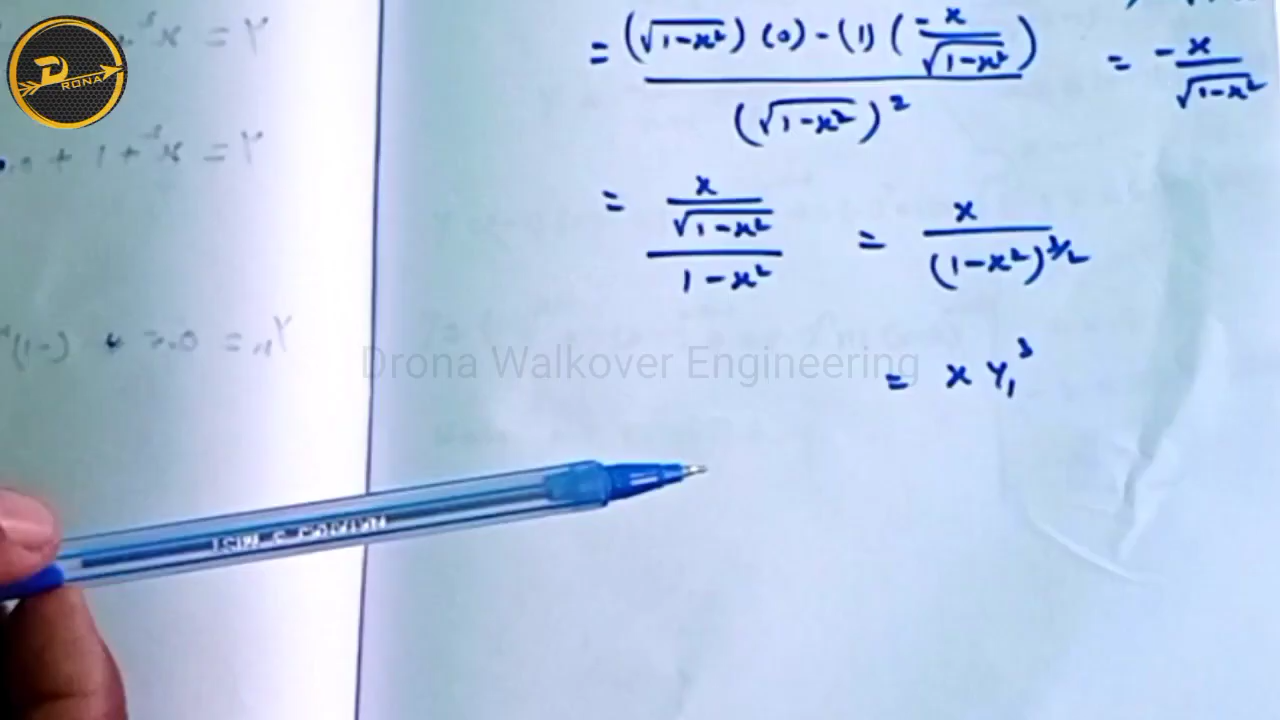 DRONA
= (√1-x²) (0) - (1) (-x/√1-x²) / (√1-x²)² = -x/√1-x²
= x/√1-x² / 1-x² = x / (1-x²)^3/2
= x y₁³
Drona Walkover Engineering